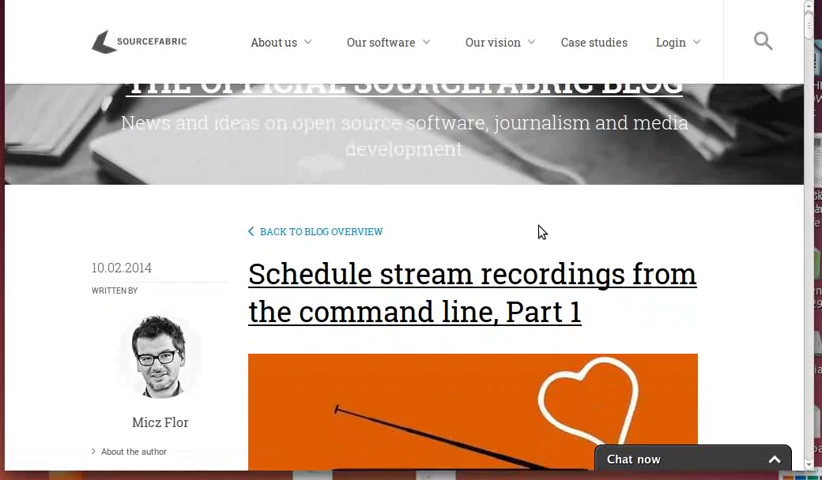 SOURCEFABRIC
About us
Our software
Our vision
Case studies
Login
THE OFFICIAL SOURCEFABRIC BLOG
News and ideas on open source software, journalism and media
development
BACK TO BLOG OVERVIEW
10.02.2014
WRITTEN BY
Schedule stream recordings from
the command line, Part 1
Micz Flor
About the author
Chat now